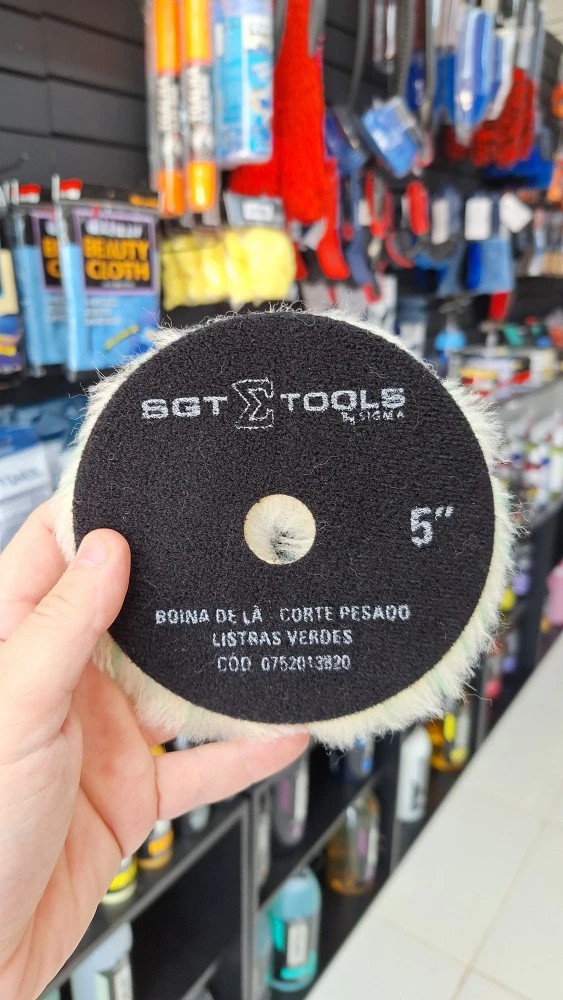 BEAUTY
CLOTH
SGT Σ TOOLS
By SIGMA
5"
BOINA DE LÃ CORTE PESADO
LISTRAS VERDES
CÓD 0752013820